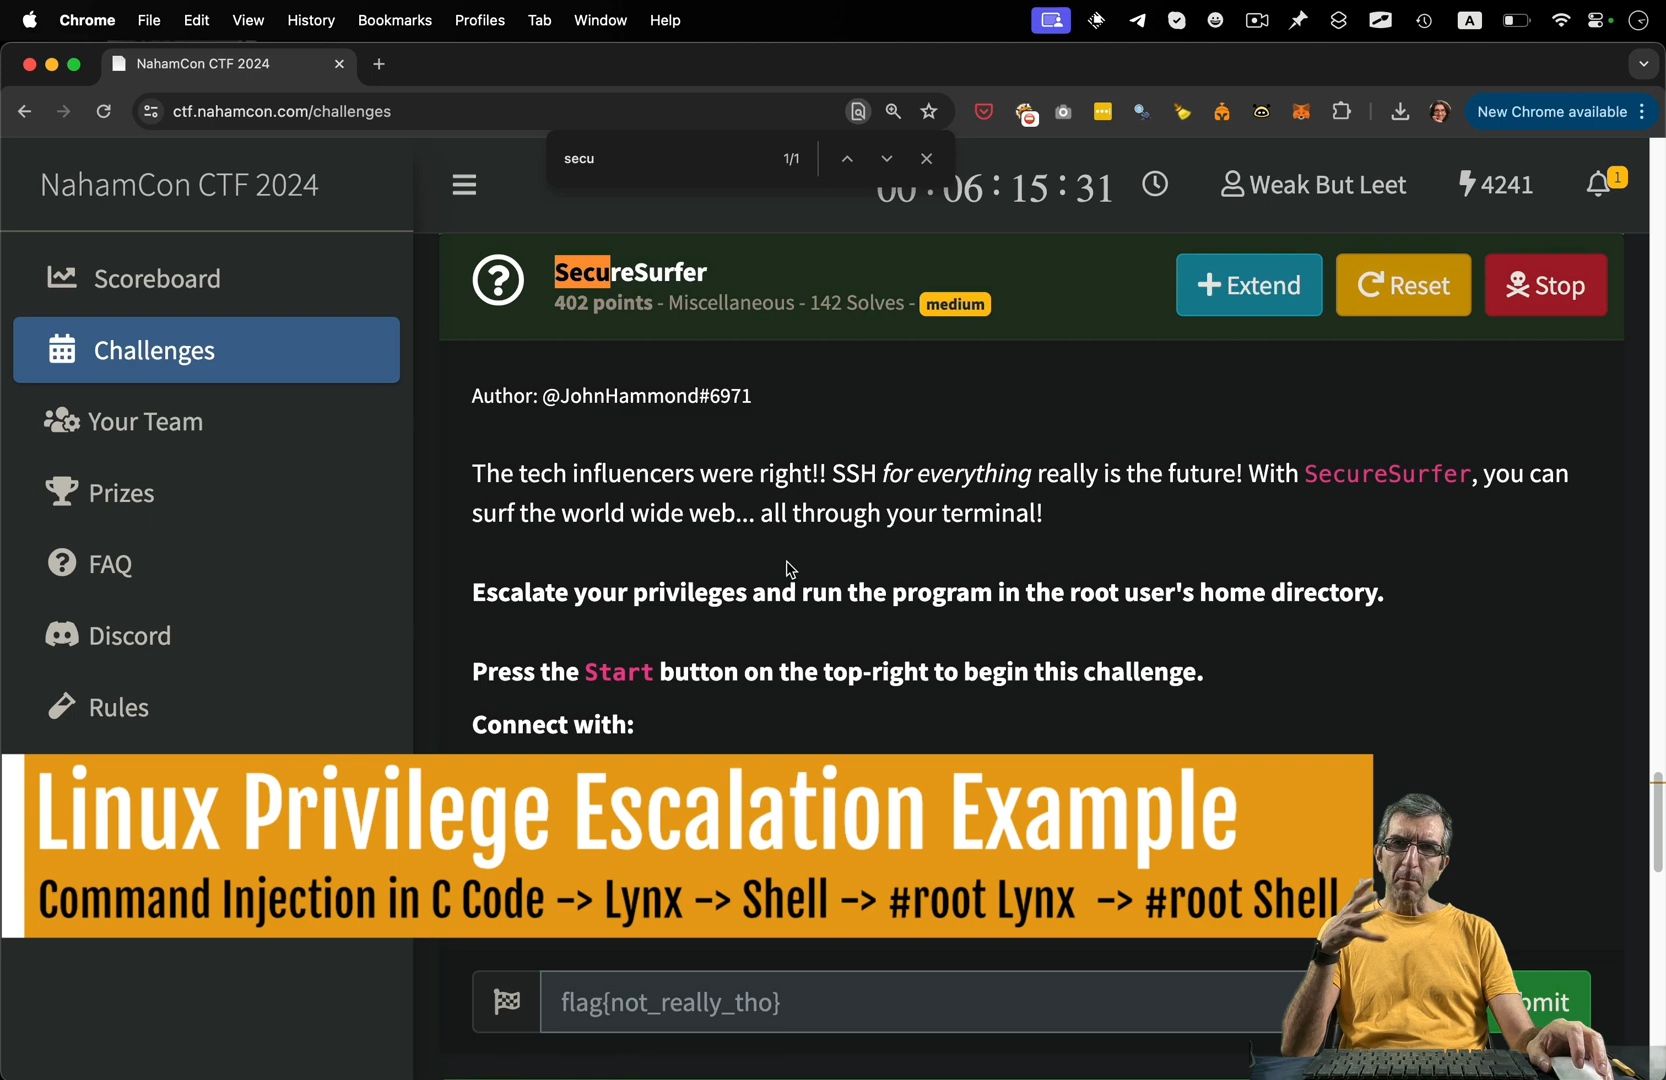 Chrome File Edit View History Bookmarks Profiles Tab Window Help
A
NahamCon CTF 2024
ctf.nahamcon.com/challenges
New Chrome available
secu 1/1
NahamCon CTF 2024
00 : 06 : 15 : 31
Weak But Leet
4241
1
Scoreboard
Challenges
Your Team
Prizes
FAQ
Discord
Rules
SecureSurfer
402 points - Miscellaneous - 142 Solves - medium
Extend
Reset
Stop
Author: @JohnHammond#6971
The tech influencers were right!! SSH for everything really is the future! With SecureSurfer, you can
surf the world wide web... all through your terminal!
Escalate your privileges and run the program in the root user's home directory.
Press the Start button on the top-right to begin this challenge.
Connect with:
Linux Privilege Escalation Example
Command Injection in C Code -> Lynx -> Shell -> #root Lynx -> #root Shell
flag{not_really_tho}